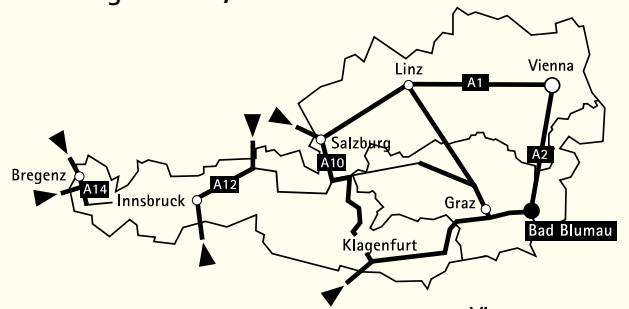 Linz
A1
Vienna
Salzburg
A10
A2
Bregenz
A14
A12
Innsbruck
Graz
Bad Blumau
Klagenfurt